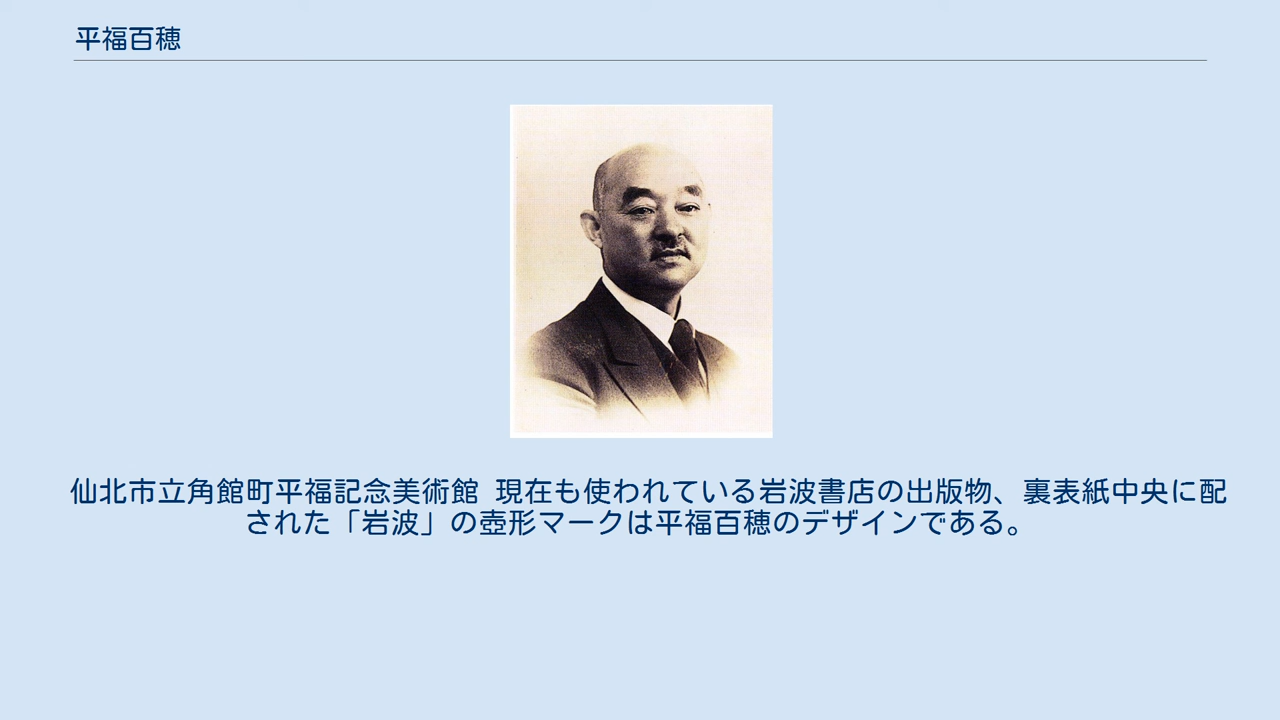 平福百穂
仙北市立角館町平福記念美術館 現在も使われている岩波書店の出版物、裏表紙中央に配
された「岩波」の壺形マークは平福百穂のデザインである。